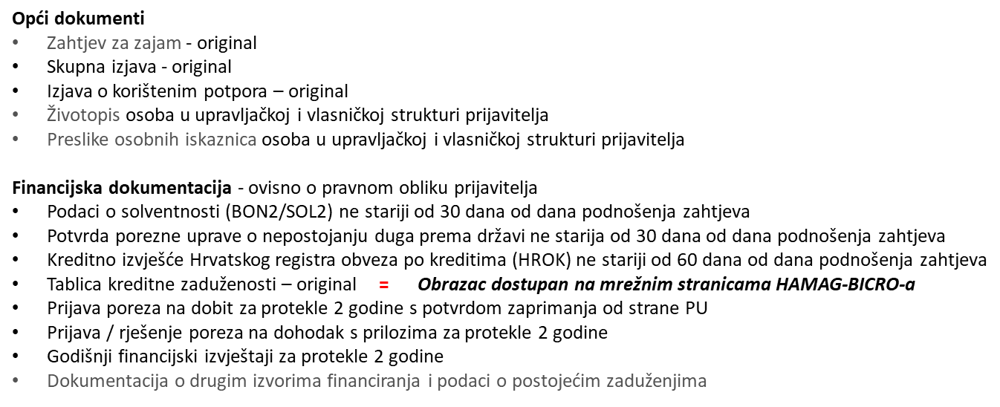 Opći dokumenti
• Zahtjev za zajam - original
• Skupna izjava - original
• Izjava o korištenim potpora – original
• Životopis osoba u upravljačkoj i vlasničkoj strukturi prijavitelja
• Preslike osobnih iskaznica osoba u upravljačkoj i vlasničkoj strukturi prijavitelja
Financijska dokumentacija - ovisno o pravnom obliku prijavitelja
• Podaci o solventnosti (BON2/SOL2) ne stariji od 30 dana od dana podnošenja zahtjeva
• Potvrda porezne uprave o nepostojanju duga prema državi ne starija od 30 dana od dana podnošenja zahtjeva
• Kreditno izvješće Hrvatskog registra obveza po kreditima (HROK) ne stariji od 60 dana od dana podnošenja zahtjeva
• Tablica kreditne zaduženosti – original = Obrazac dostupan na mrežnim stranicama HAMAG-BICRO-a
• Prijava poreza na dobit za protekle 2 godine s potvrdom zaprimanja od strane PU
• Prijava / rješenje poreza na dohodak s prilozima za protekle 2 godine
• Godišnji financijski izvještaji za protekle 2 godine
• Dokumentacija o drugim izvorima financiranja i podaci o postojećim zaduženjima